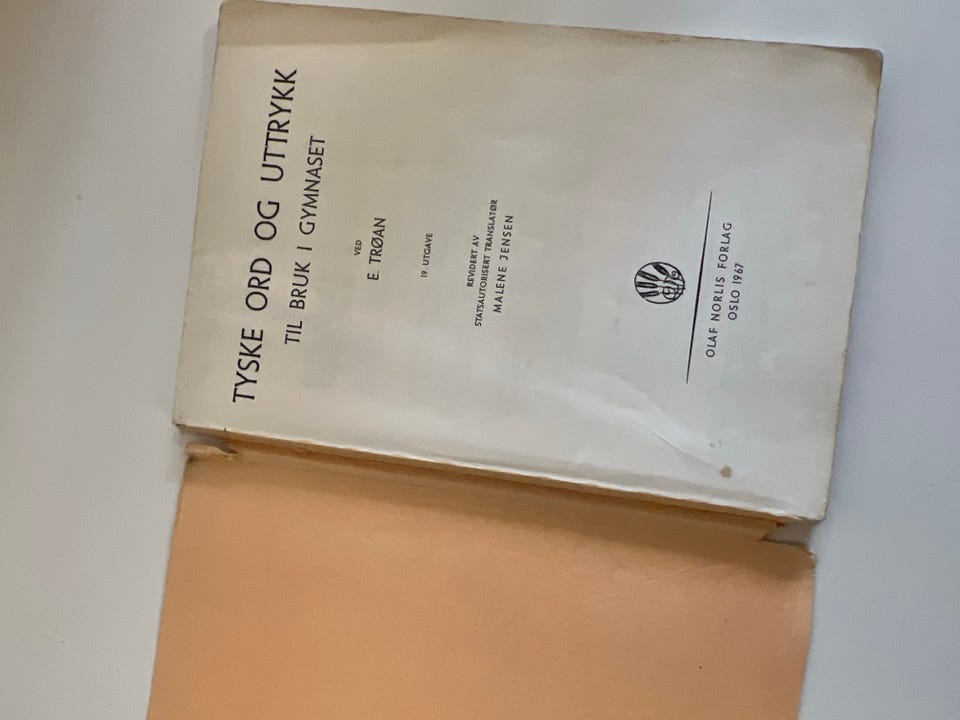 TYSKE ORD OG UTTRYKK
TIL BRUK I GYMNASET
VED
E. TRØAN
19. UTGAVE
REVIDERT AV
STATSAUTORISERT TRANSLATØR
MALENE JENSEN
OLAF NORLIS FORLAG
OSLO 1967